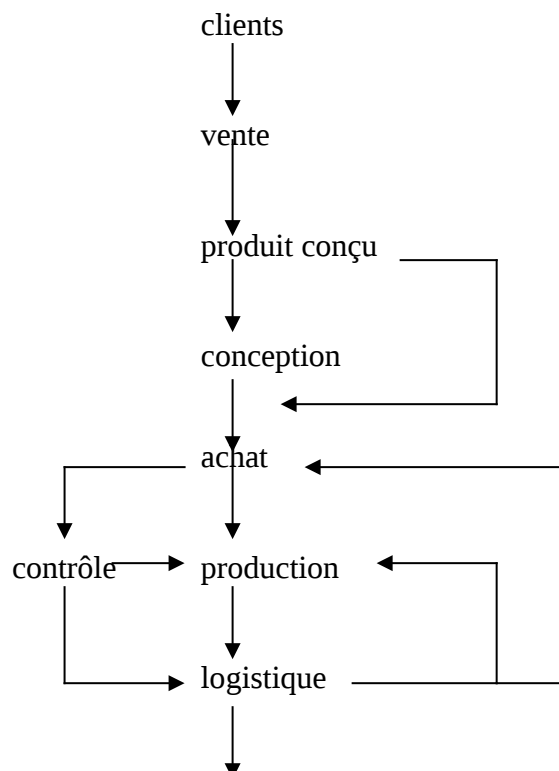 clients
vente
produit conçu
conception
achat
contrôle production
logistique